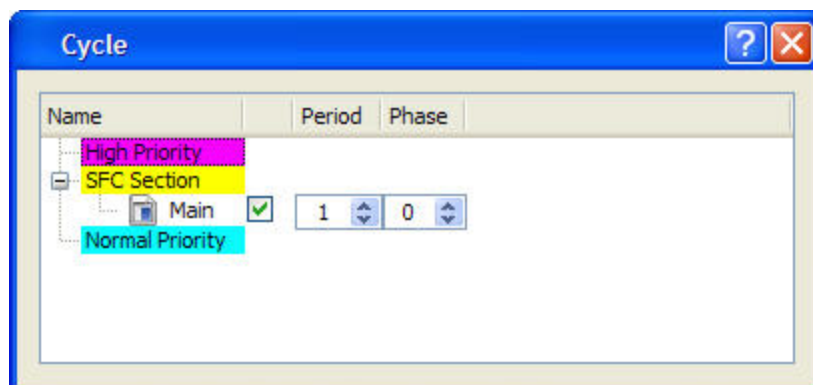 Cycle
Name Period Phase
High Priority
SFC Section
Main 1 0
Normal Priority